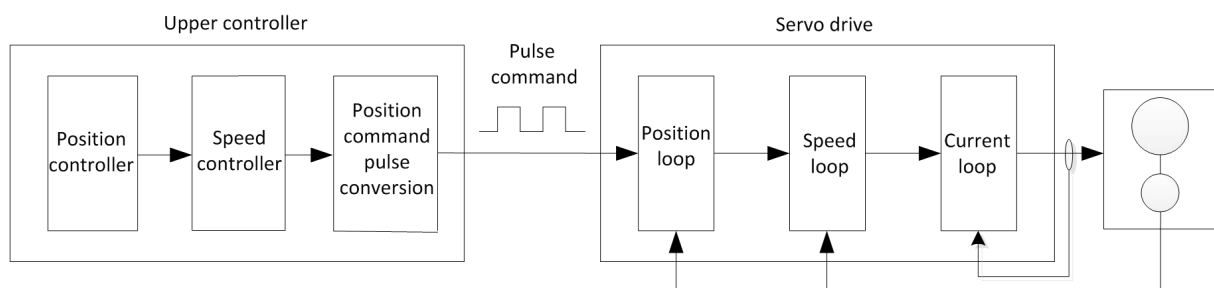 Upper controller
Servo drive
Pulse
command
Position
controller
Speed
controller
Position
command
pulse
conversion
Position
loop
Speed
loop
Current
loop